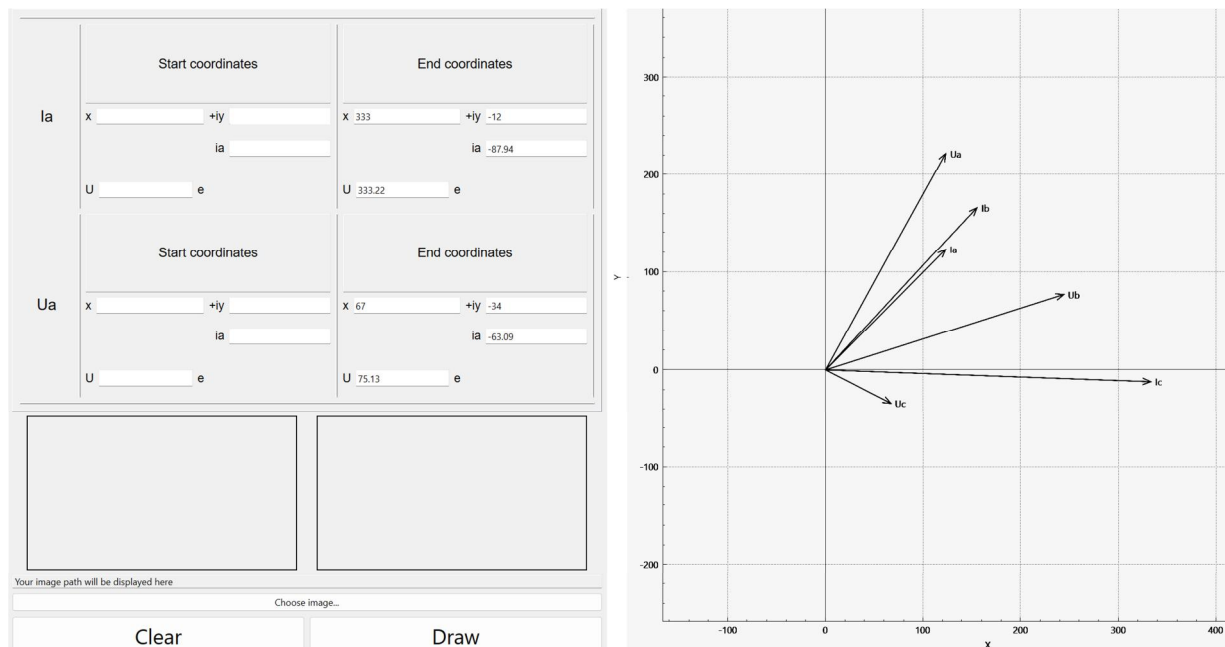 Start coordinates End coordinates
Ia x +iy x 333 +iy -12
ia ia -87.94
U e U 333.22 e
Start coordinates End coordinates
Ua x +iy x 67 +iy -34
ia ia -63.09
U e U 75.13 e
Your image path will be displayed here
Choose image...
Clear Draw
300
200
100
0
-100
-200
Y
Ua
Ib
Ia
Ub
Ic
Uc
-100 0 100 200 300 400
X